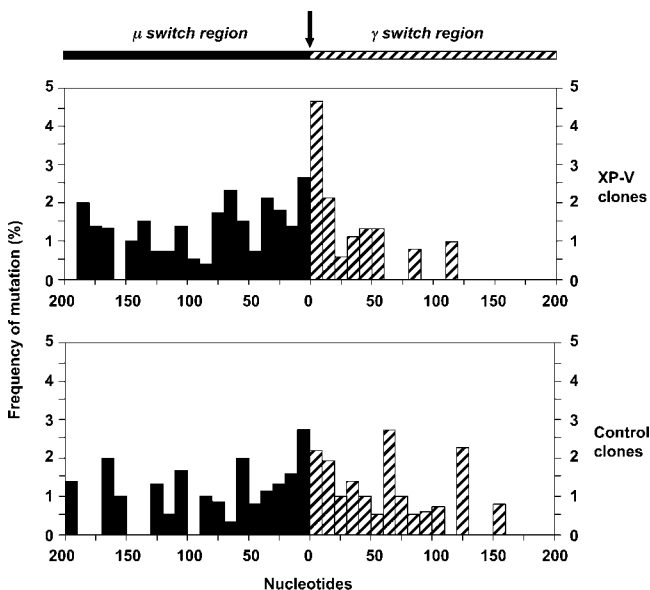 μ switch region γ switch region
5 5
4 4
3 3
2 2
1 1
0 0
200 150 100 50 0 50 100 150 200
XP-V
clones
Frequency of mutation (%)
5 5
4 4
3 3
2 2
1 1
0 0
200 150 100 50 0 50 100 150 200
Control
clones
Nucleotides